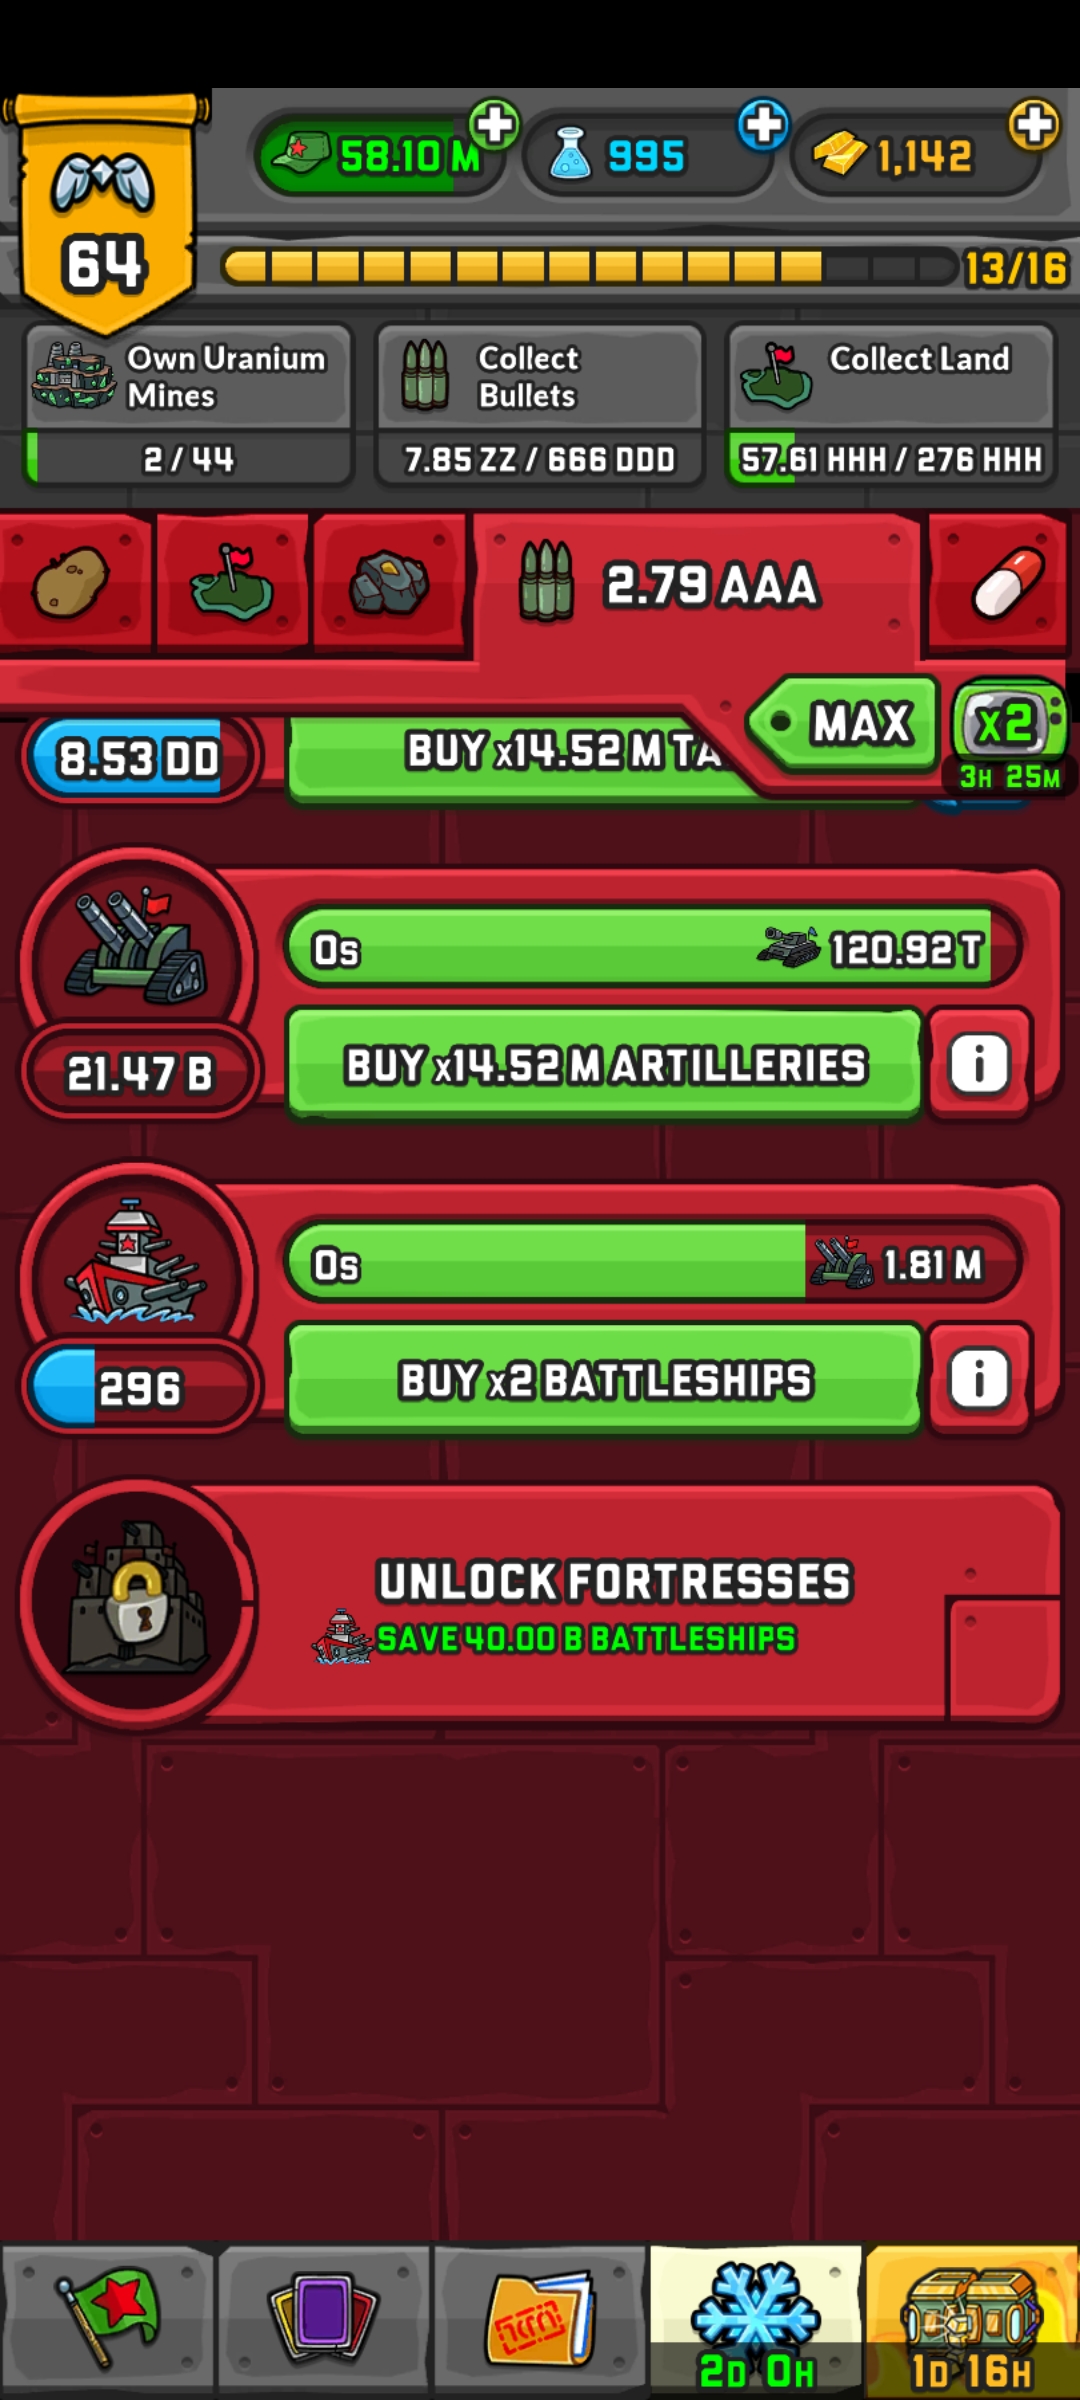 58.10 M
995
1,142
64
13/16
Own Uranium
Mines
2 / 44
Collect
Bullets
7.85 ZZ / 666 DDD
Collect Land
57.61 HHH / 276 HHH
2.79 AAA
MAX
x2
3H 25M
8.53 DD
BUY x14.52 M TA
0s
120.92 T
21.47 B
BUY x14.52 M ARTILLERIES
i
0s
1.81 M
296
BUY x2 BATTLESHIPS
i
UNLOCK FORTRESSES
SAVE 40.00 B BATTLESHIPS
2D 0H
1D 16H